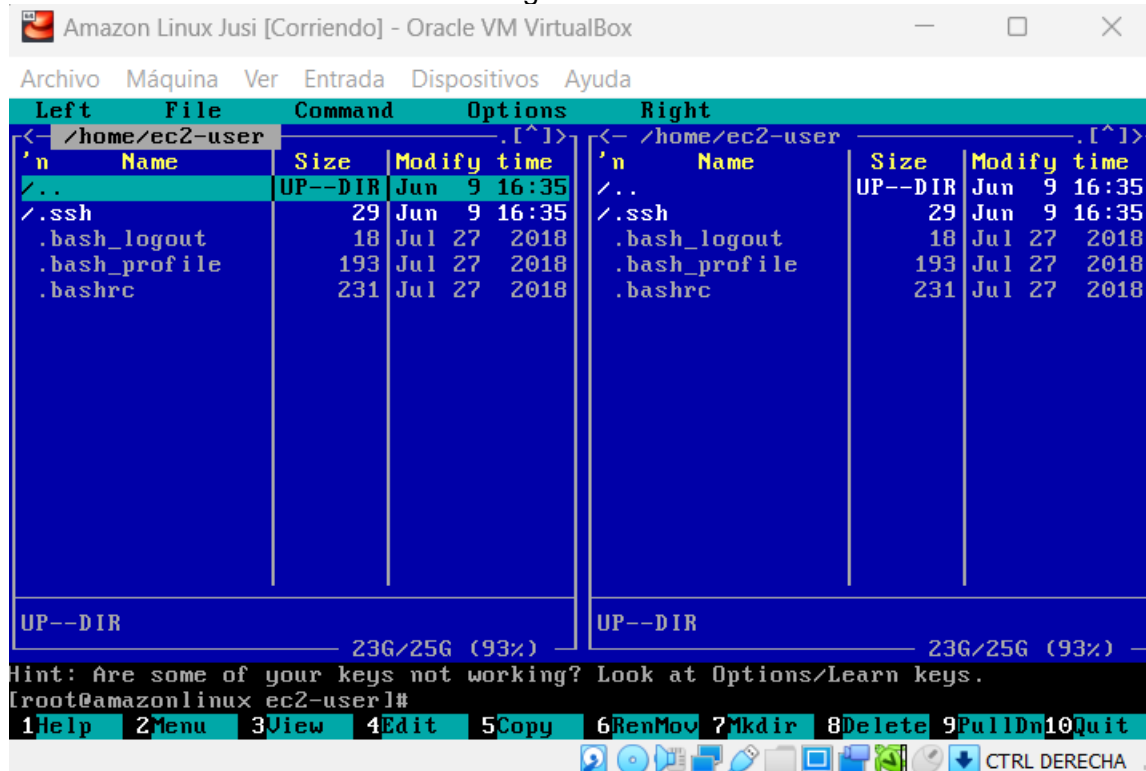 Amazon Linux Jusi [Corriendo] - Oracle VM VirtualBox
Archivo Máquina Ver Entrada Dispositivos Ayuda
Left File Command Options Right
<- /home/ec2-user .[^]> <- /home/ec2-user .[^]>
'n Name Size Modify time 'n Name Size Modify time
/.. UP--DIR Jun 9 16:35 /.. UP--DIR Jun 9 16:35
/.ssh 29 Jun 9 16:35 /.ssh 29 Jun 9 16:35
.bash_logout 18 Jul 27 2018 .bash_logout 18 Jul 27 2018
.bash_profile 193 Jul 27 2018 .bash_profile 193 Jul 27 2018
.bashrc 231 Jul 27 2018 .bashrc 231 Jul 27 2018
UP--DIR UP--DIR
23G/25G (93%) 23G/25G (93%)
Hint: Are some of your keys not working? Look at Options/Learn keys.
[root@amazonlinux ec2-user]#
1Help 2Menu 3View 4Edit 5Copy 6RenMov 7Mkdir 8Delete 9PullDn 10Quit
CTRL DERECHA